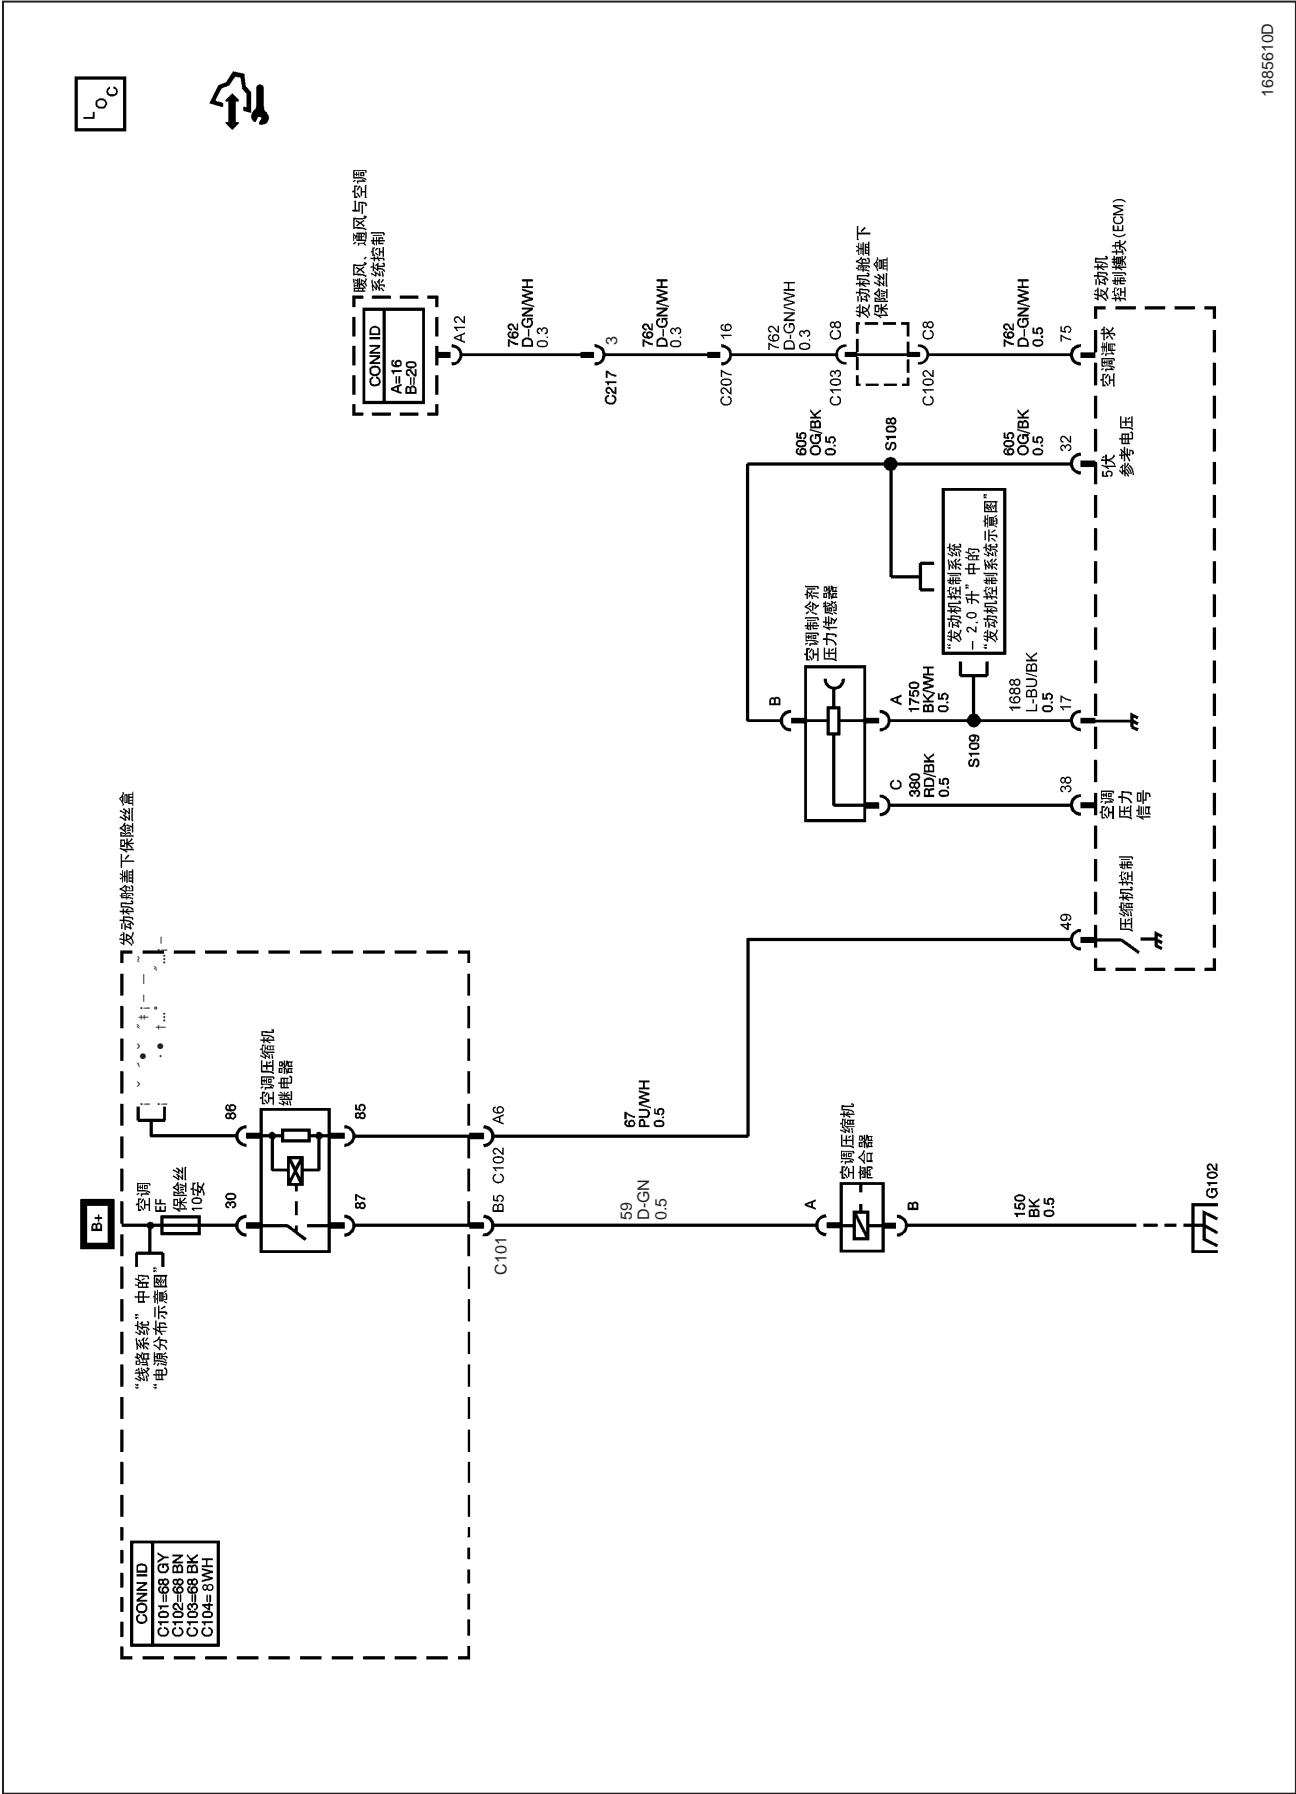 LOC
B+
"线路系统"中的
"电源分布示意图"
空调
EF
保险丝
10安
发动机舱盖下保险丝盒
CONN ID
C101=68 GY
C102=68 BN
C103=68 BK
C104=8WH
30
86
空调压缩机
继电器
87
85
B5
C101
A6
C102
59
D-GN
0.5
67
PU/WH
0.5
A
空调压缩机
离合器
B
150
BK
0.5
G102
暖风、通风与空调
系统控制
CONN ID
A=16
B=20
A12
762
D-GN/WH
0.3
3
C217
762
D-GN/WH
0.3
16
C207
762
D-GN/WH
0.3
C8
C103
发动机舱盖下
保险丝盒
C8
C102
762
D-GN/WH
0.5
75
空调请求
605
OG/BK
0.5
S108
605
OG/BK
0.5
32
5伏
参考电压
B
空调制冷剂
压力传感器
A
1750
BK/WH
0.5
S109
1688
L-BU/BK
0.5
17
"发动机控制系统
– 2.0 升"中的
"发动机控制系统示意图"
C
380
RD/BK
0.5
38
空调
压力
信号
49
压缩机控制
发动机
控制模块(ECM)
1685610D